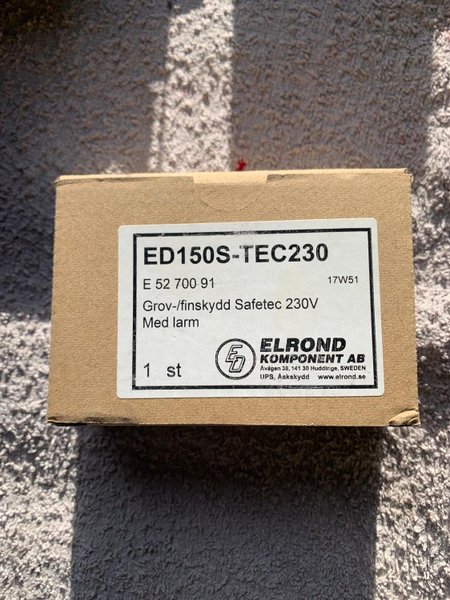 ED150S-TEC230
E 52 700 91
17W51
Grov-/finskydd Safetec 230V
Med larm
1 st
ED
ELROND
KOMPONENT AB
Åvägen 38, 141 30 Huddinge, SWEDEN
UPS, Åskskydd www.elrond.se